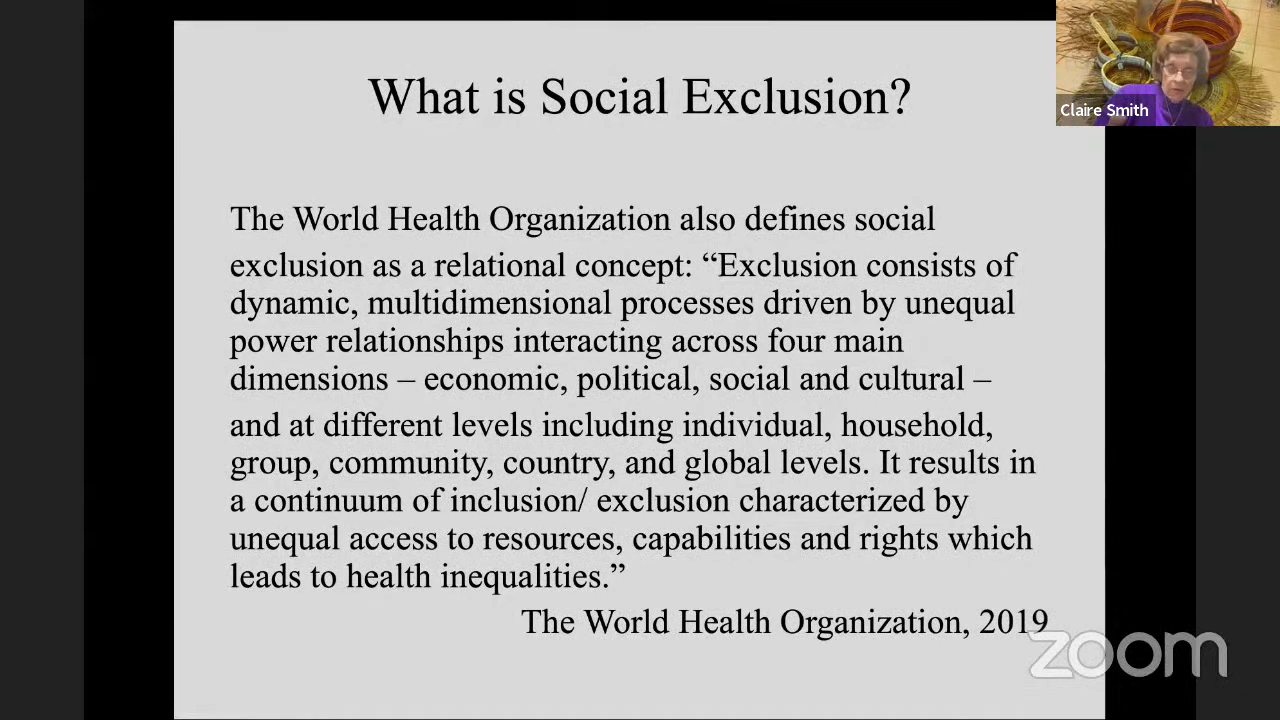 What is Social Exclusion?
Claire Smith
The World Health Organization also defines social
exclusion as a relational concept: “Exclusion consists of
dynamic, multidimensional processes driven by unequal
power relationships interacting across four main
dimensions – economic, political, social and cultural –
and at different levels including individual, household,
group, community, country, and global levels. It results in
a continuum of inclusion/ exclusion characterized by
unequal access to resources, capabilities and rights which
leads to health inequalities.”
The World Health Organization, 2019
zoom